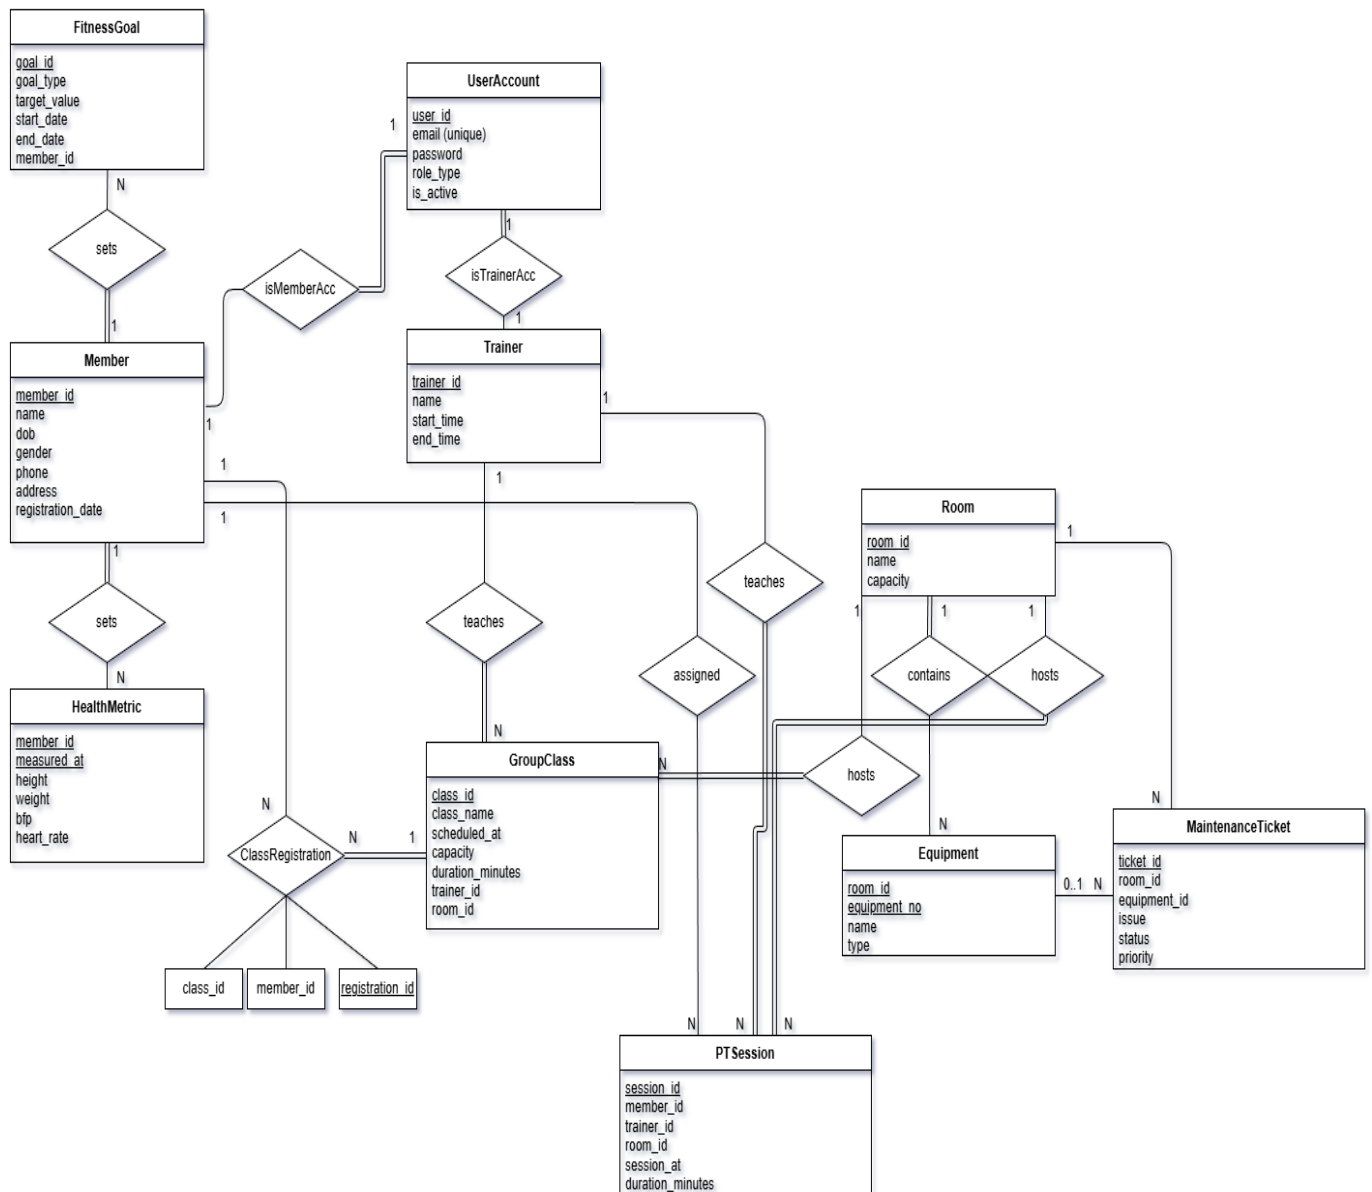 FitnessGoal
goal_id
goal_type
target_value
start_date
end_date
member_id
N
sets
1
UserAccount
user_id
email (unique)
password
role_type
is_active
1
1
isMemberAcc
isTrainerAcc
1
Member
member_id
name
dob
gender
phone
address
registration_date
1
1
1
1
Trainer
trainer_id
name
start_time
end_time
1
1
sets
N
HealthMetric
member_id
measured_at
height
weight
bfp
heart_rate
teaches
N
teaches
assigned
Room
room_id
name
capacity
1
1
1
1
contains
hosts
hosts
N
GroupClass
class_id
class_name
scheduled_at
capacity
duration_minutes
trainer_id
room_id
N
ClassRegistration
N
1
class_id
member_id
registration_id
N
Equipment
room_id
equipment_no
name
type
0..1
N
N
MaintenanceTicket
ticket_id
room_id
equipment_id
issue
status
priority
N
N
N
PTSession
session_id
member_id
trainer_id
room_id
session_at
duration_minutes